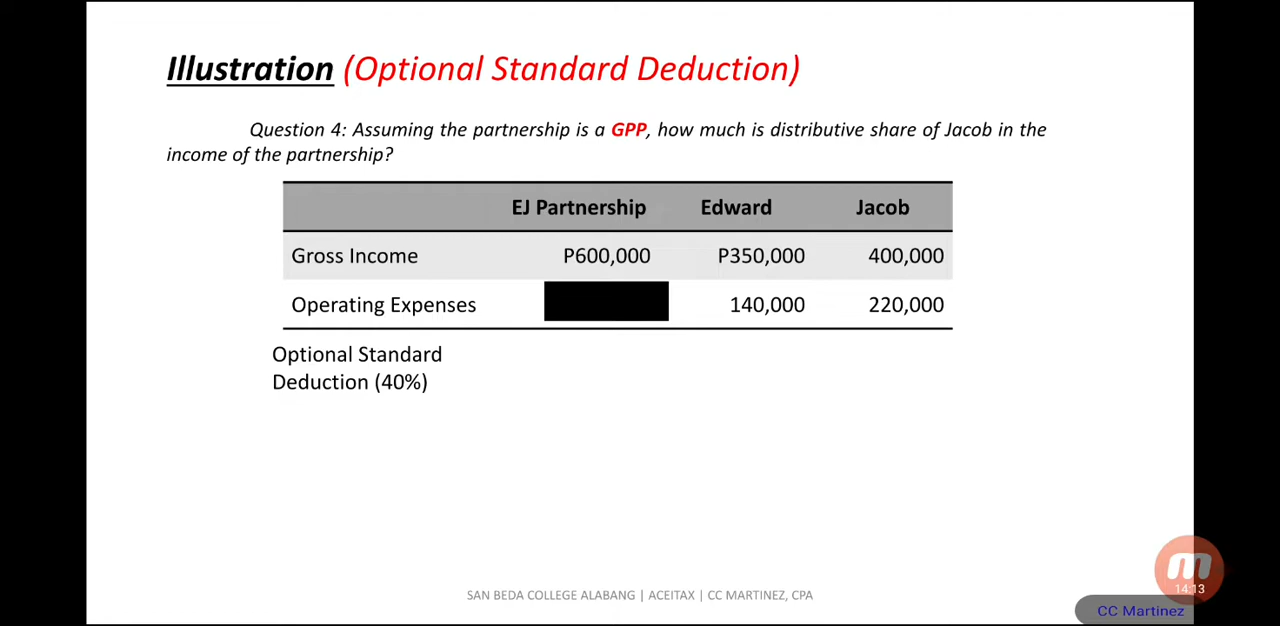 Illustration (Optional Standard Deduction)
Question 4: Assuming the partnership is a GPP, how much is distributive share of Jacob in the
income of the partnership?
EJ Partnership Edward Jacob
Gross Income P600,000 P350,000 400,000
Operating Expenses 140,000 220,000
Optional Standard
Deduction (40%)
SAN BEDA COLLEGE ALABANG | ACEITAX | CC MARTINEZ, CPA
m
14:13
CC Martinez